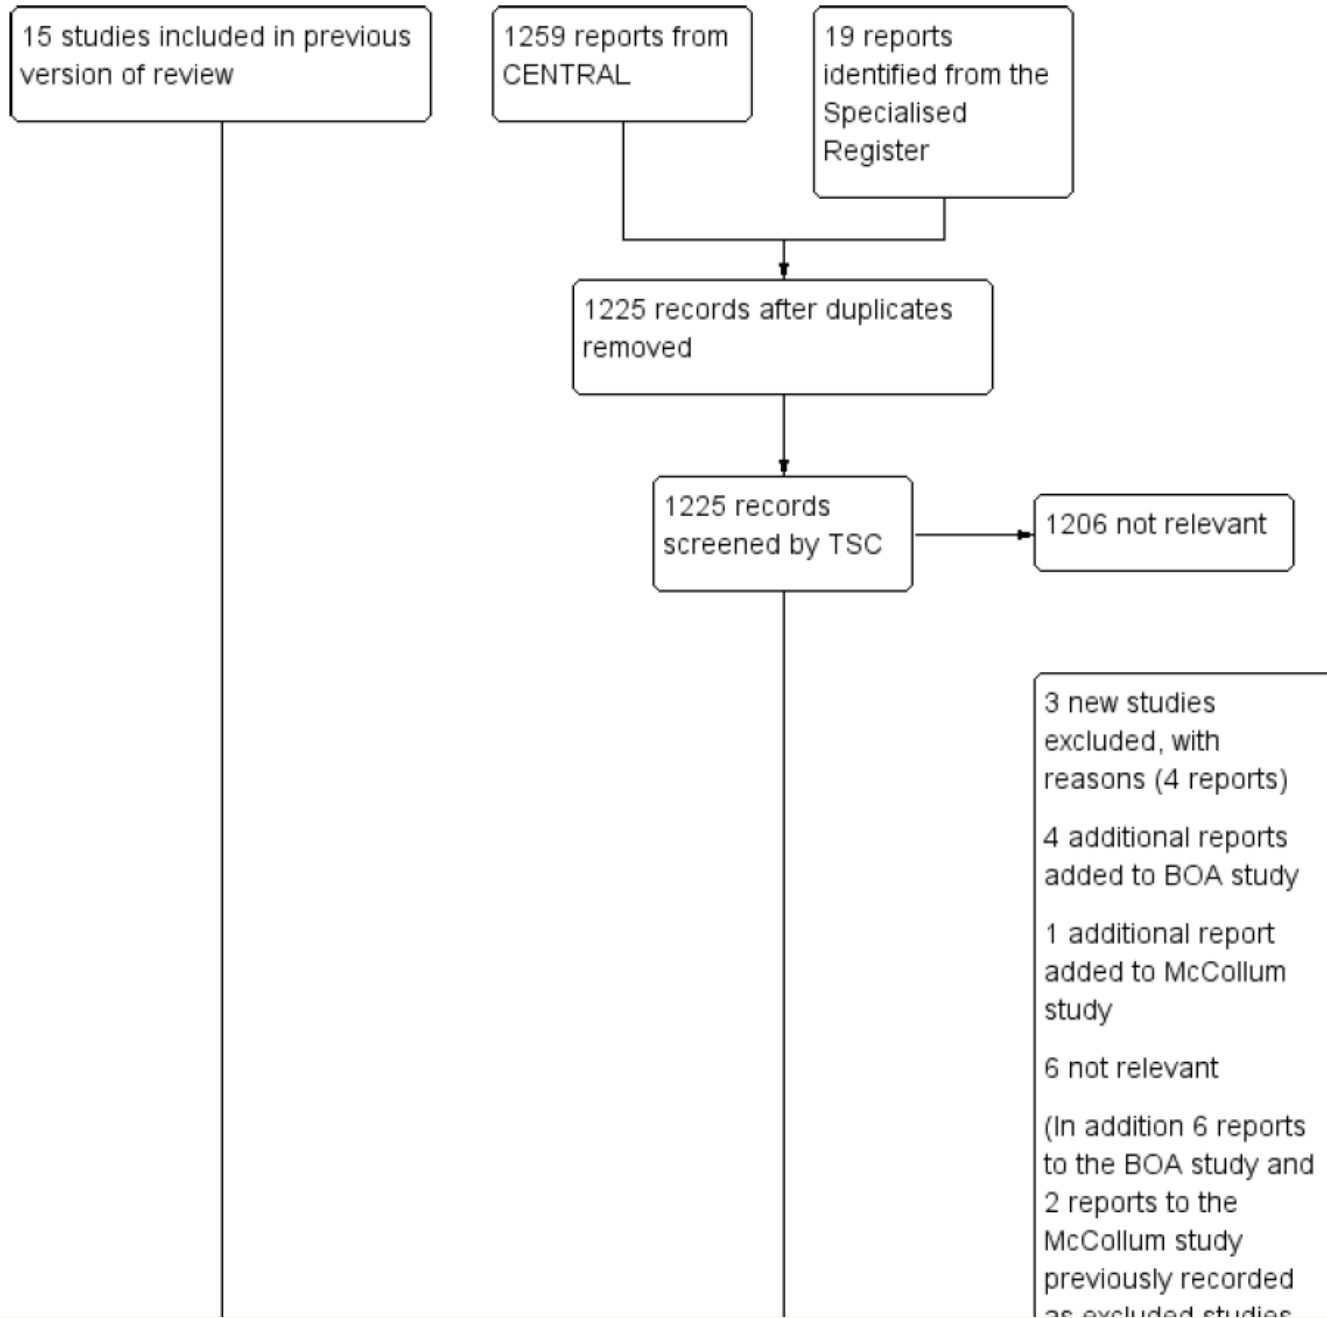 15 studies included in previous
version of review
1259 reports from
CENTRAL
19 reports
identified from the
Specialised
Register
1225 records after duplicates
removed
1225 records
screened by TSC
1206 not relevant
3 new studies
excluded, with
reasons (4 reports)
4 additional reports
added to BOA study
1 additional report
added to McCollum
study
6 not relevant
(In addition 6 reports
to the BOA study and
2 reports to the
McCollum study
previously recorded
as excluded studies